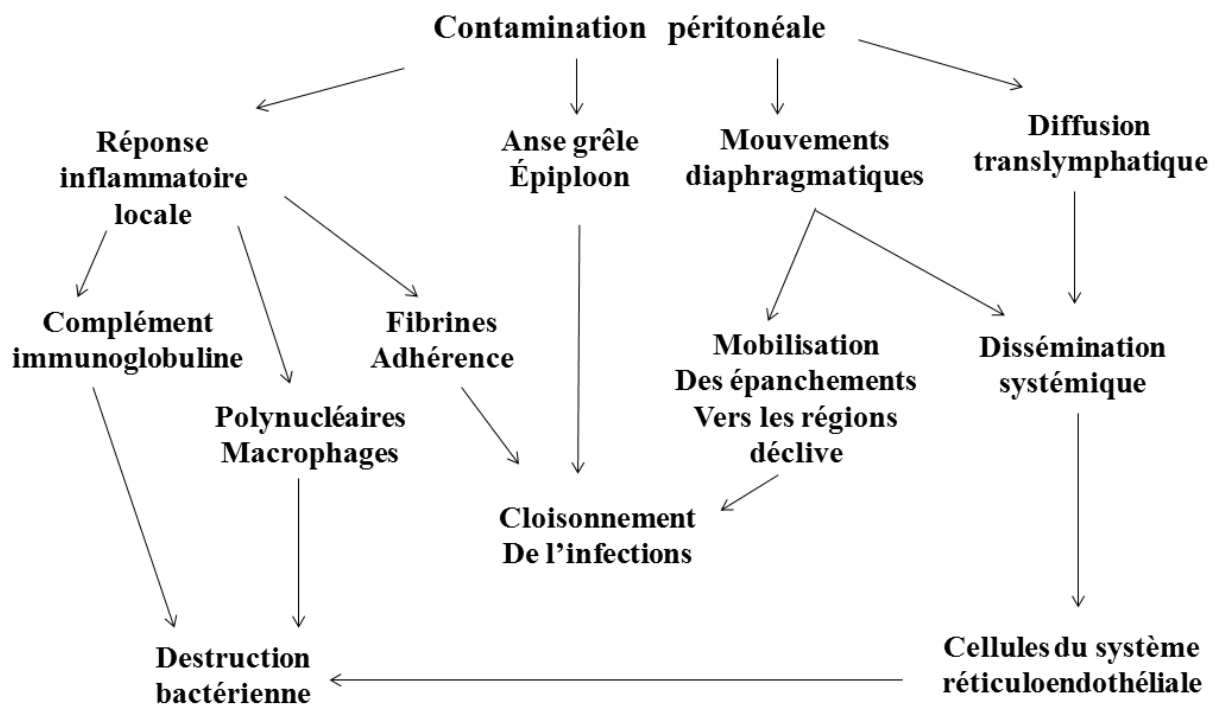 Contamination péritonéale
Réponse
inflammatoire
locale
Anse grêle
Épiploon
Mouvements
diaphragmatiques
Diffusion
translymphatique
Complément
immunoglobuline
Fibrines
Adhérence
Polynucléaires
Macrophages
Mobilisation
Des épanchements
Vers les régions
déclive
Dissémination
systémique
Cloisonnement
De l’infections
Destruction
bactérienne
Cellules du système
réticuloendothéliale